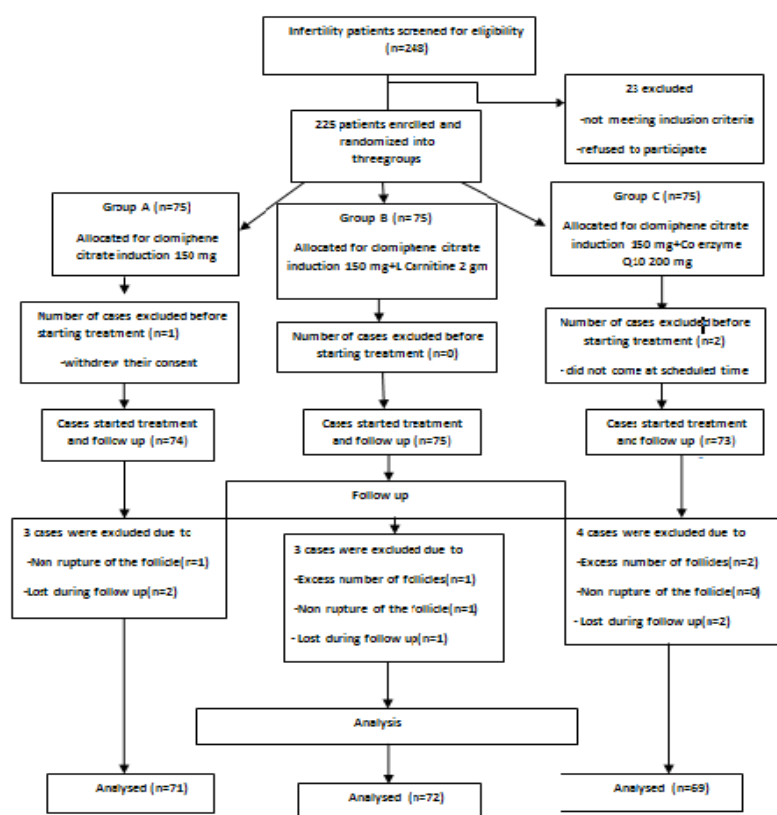 Infertility patients screened for eligibility
(n=248)
23 excluded
-not meeting inclusion criteria
-refused to participate
225 patients enrolled and
randomized into
threegroups
Group A (n=75)
Allocated for clomiphene
citrate induction 150 mg
Group B (n=75)
Allocated for clomiphene citrate
induction 150 mg+L Carnitine 2 gm
Group C (n=75)
Allocated for clomiphene citrate
induction 150 mg+Co enzyme
Q10 200 mg
Number of cases excluded before
starting treatment (n=1)
-withdrew their consent
Number of cases excluded before
starting treatment (n=0)
Number of cases excluded before
starting treatment (n=2)
- did not come at scheduled time
Cases started treatment
and follow up (n=74)
Cases started treatment
and follow up (n=75)
Cases started treatment
and follow up (n=73)
Follow up
3 cases were excluded due to
-Non rupture of the follicle(n=1)
-Lost during follow up(n=2)
3 cases were excluded due to
-Excess number of follicles(n=1)
-Non rupture of the follicle(n=1)
-Lost during follow up(n=1)
4 cases were excluded due to
-Excess number of follicles(n=2)
-Non rupture of the follicle(n=0)
-Lost during follow up(n=2)
Analysis
Analysed (n=71)
Analysed (n=72)
Analysed (n=69)